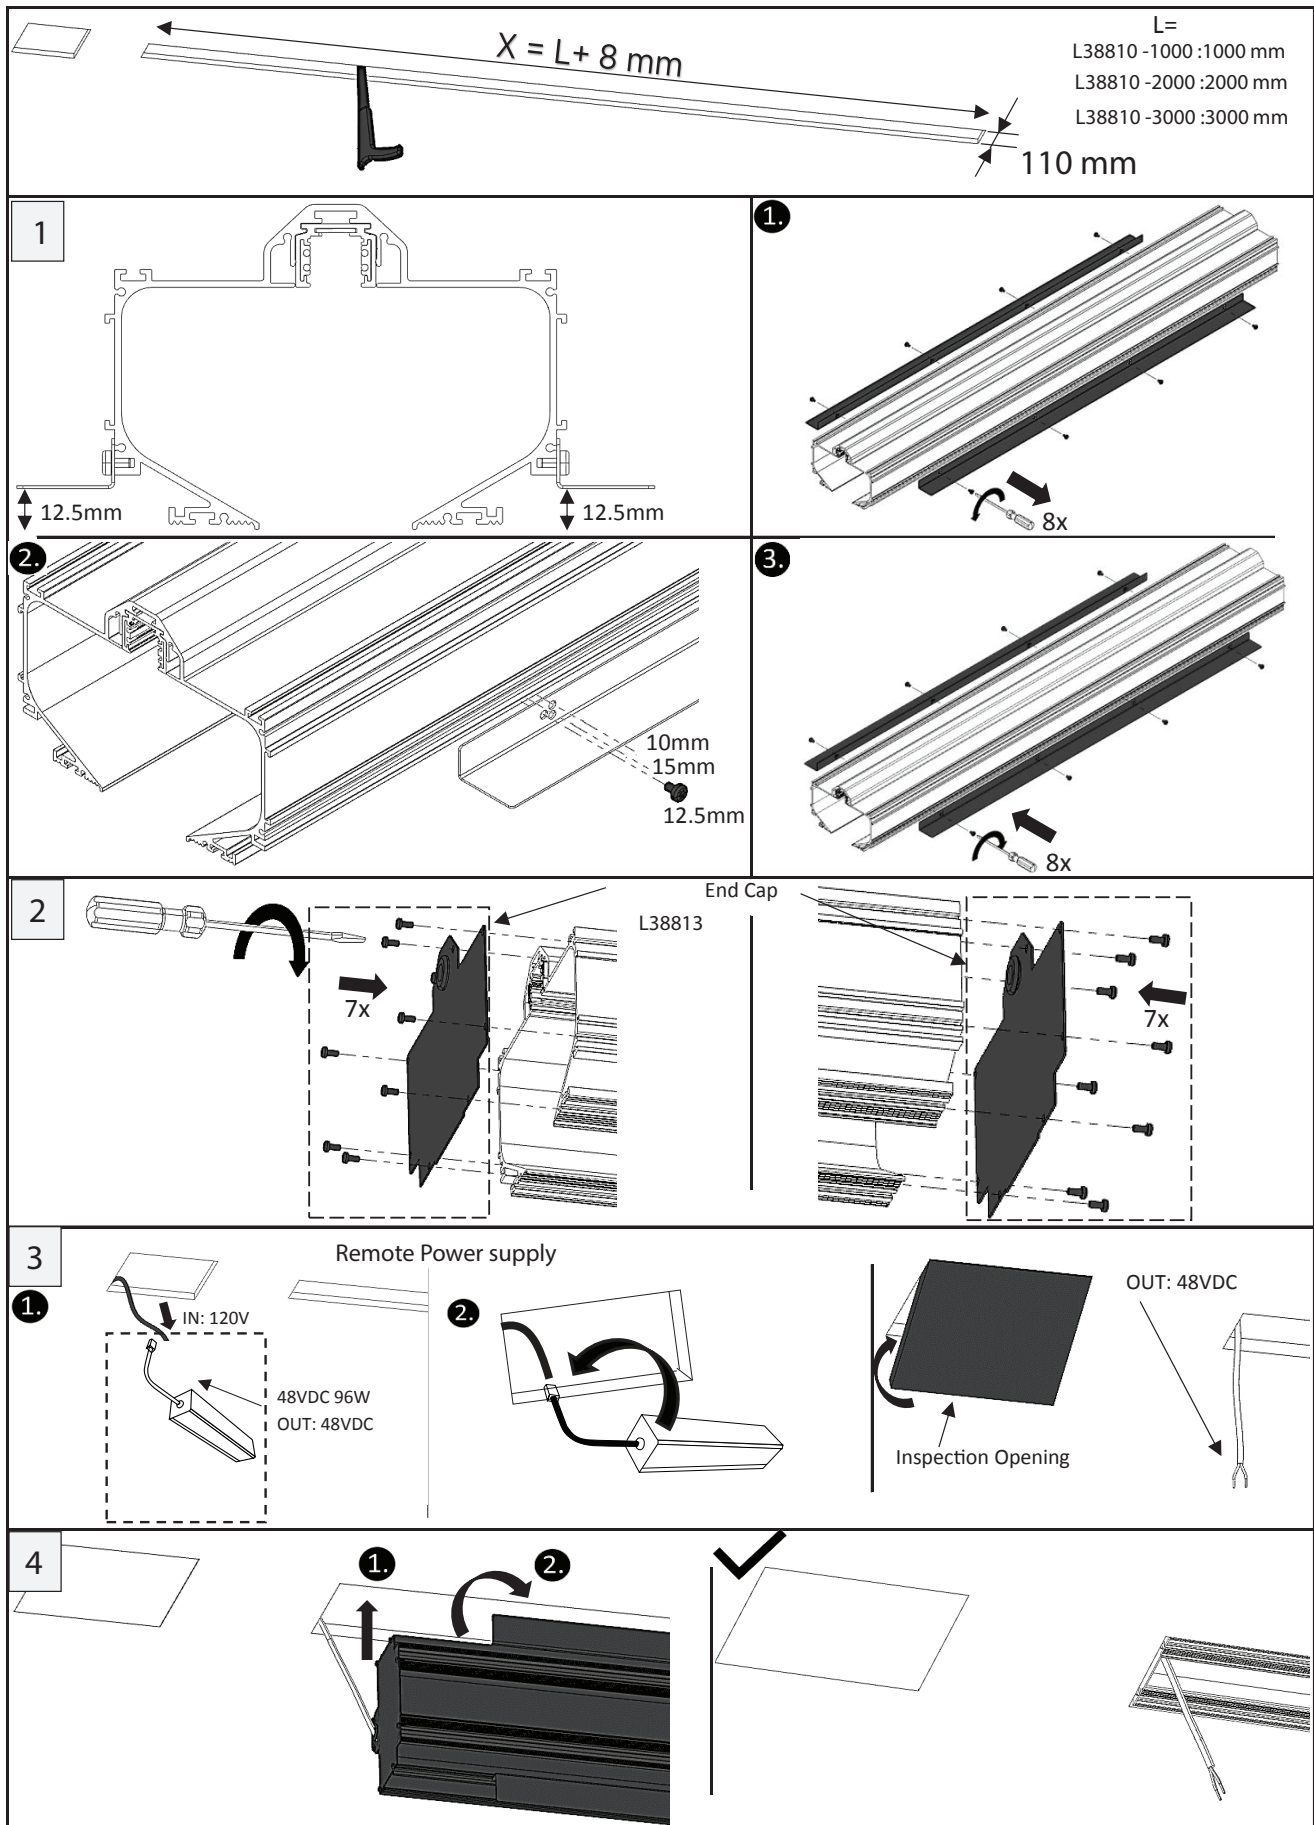 X = L+ 8 mm
L=
L38810 -1000 :1000 mm
L38810 -2000 :2000 mm
L38810 -3000 :3000 mm
110 mm
1
12.5mm
12.5mm
1.
8x
2.
10mm
15mm
12.5mm
3.
8x
2
End Cap
L38813
7x
7x
3
Remote Power supply
1.
IN: 120V
48VDC 96W
OUT: 48VDC
2.
Inspection Opening
OUT: 48VDC
4
1.
2.